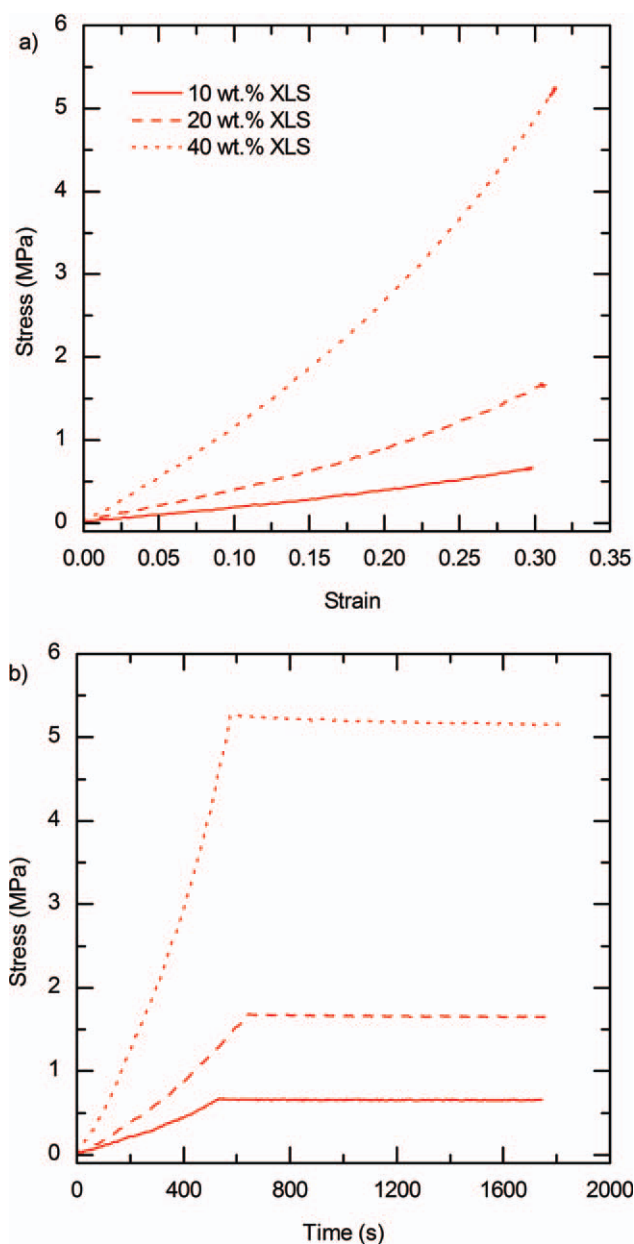 a)
6
5
4
3
2
1
0
Stress (MPa)
10 wt.% XLS
20 wt.% XLS
40 wt.% XLS
0.00 0.05 0.10 0.15 0.20 0.25 0.30 0.35
Strain
b)
6
5
4
3
2
1
0
Stress (MPa)
0 400 800 1200 1600 2000
Time (s)